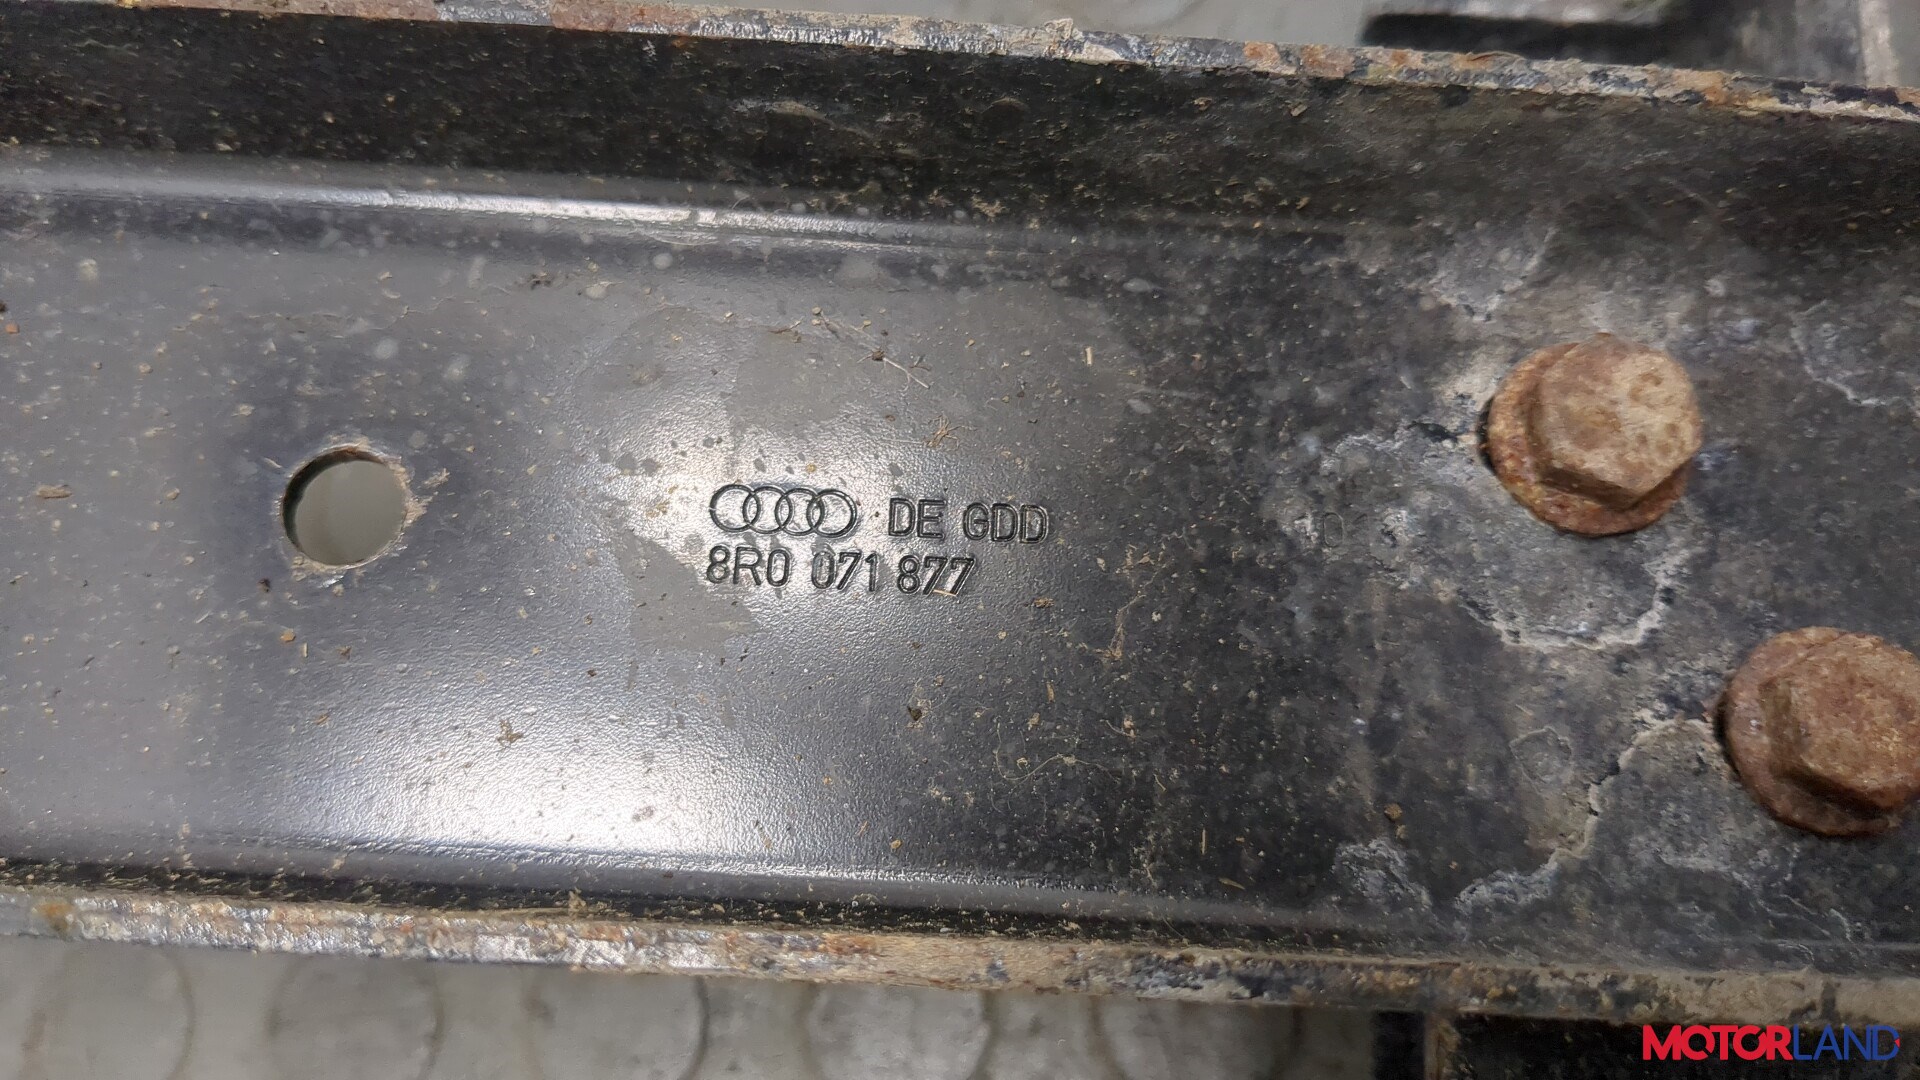 DE GDD
8R0 071 877
MOTORLAND